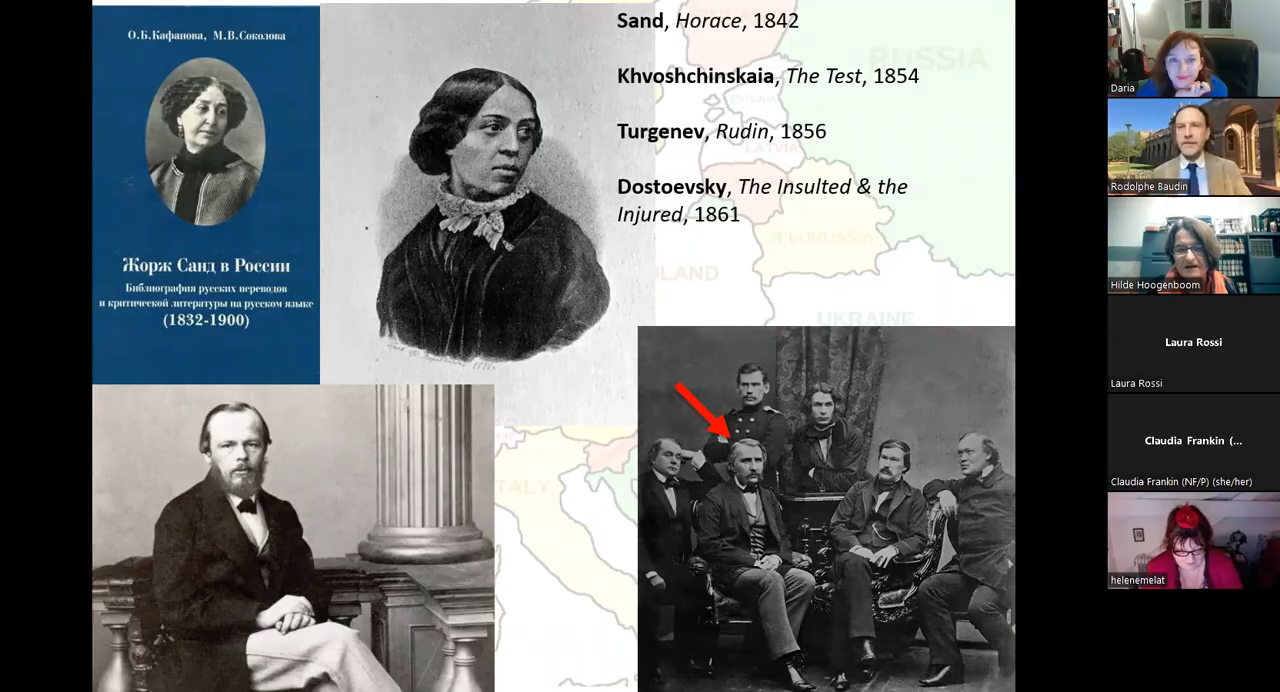 О.Б.Кафанова, М.В.Соколова
Жорж Санд в России
Библиография русских переводов
и критической литературы на русском языке
(1832-1900)
Sand, Horace, 1842
Khvoshchinskaia, The Test, 1854
Turgenev, Rudin, 1856
Dostoevsky, The Insulted & the
Injured, 1861
RUSSIA
ESTONIA
LATVIA
BELORUSSIA
OLAND
UKRAINE
ITALY
Daria
Rodolphe Baudin
Hilde Hoogenboom
Laura Rossi
Laura Rossi
Claudia Frankin (...
Claudia Frankin (NF/P) (she/her)
helenemelat